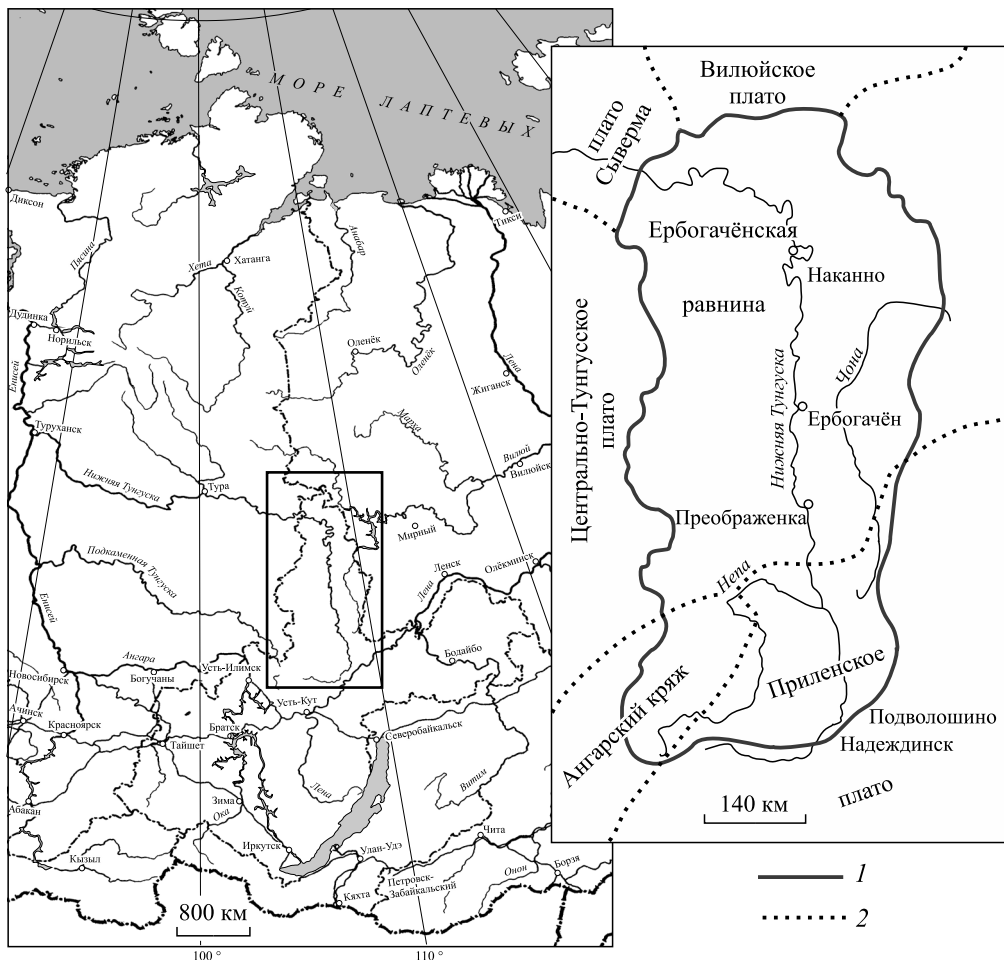 МОРЕ ЛАПТЕВЫХ
Диксон
Тикси
Пясина
Анабар
Хета
Хатанга
Котуй
Дудинка
Норильск
Оленёк
Оленёк
Лена
Жиганск
Енисей
Марха
Туруханск
Вилюй
Вилюйск
Нижняя Тунгуска
Тура
Мирный
Подкаменная Тунгуска
Ленск
Олёкминск
Лена
Енисей
Ангара
Бодайбо
Новосибирск
Богучаны
Усть-Илимск
Усть-Кут
Ачинск
Красноярск
Братск
Северобайкальск
Тайшет
Лена
Витим
Зима
Ока
Абакан
Чита
Иркутск
Улан-Удэ
Кызыл
Петровск-
Забайкальский
Онон
Борзя
Кяхта
800 км
100 °
110 °
Вилюйское
плато
плато
Сыверма
Ербогачёнская
Наканно
равнина
Центрально-Тунгусское
плато
Чона
Нижняя Тунгуска
Ербогачён
Преображенка
Непа
Приленское
Ангарский кряж
Подволошино
Надеждинск
плато
140 км
1
2